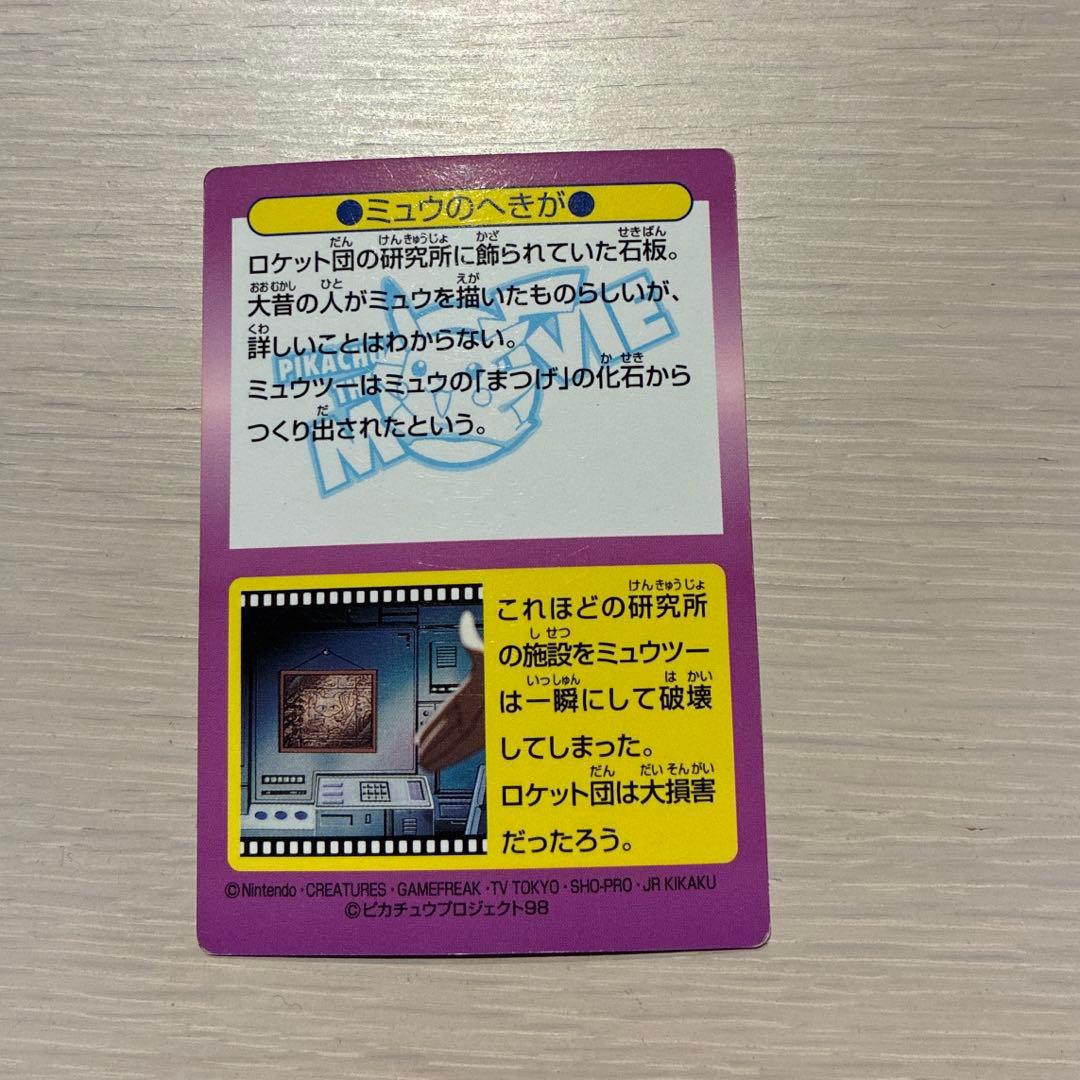 ●ミュウのへきが●
ロケット団の研究所に飾られていた石板。
大昔の人がミュウを描いたものらしいが、
詳しいことはわからない。
ミュウツーはミュウの「まつげ」の化石から
つくり出されたという。
PIKACHU
THE
MOVIE
これほどの研究所
の施設をミュウツー
は一瞬にして破壊
してしまった。
ロケット団は大損害
だったろう。
©Nintendo・CREATURES・GAMEFREAK・TV TOKYO・SHO-PRO・JR KIKAKU
©ピカチュウプロジェクト98